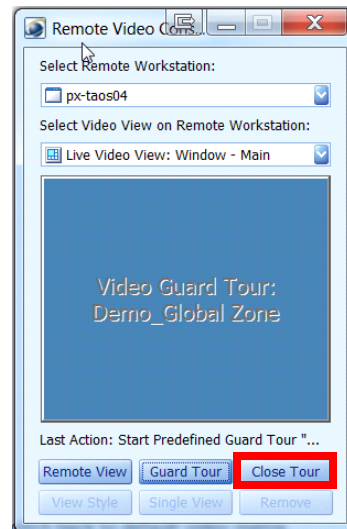 Remote Video Cons...
Select Remote Workstation:
px-taos04
Select Video View on Remote Workstation:
Live Video View: Window - Main
Video Guard Tour:
Demo_Global Zone
Last Action: Start Predefined Guard Tour "...
Remote View Guard Tour Close Tour
View Style Single View Remove